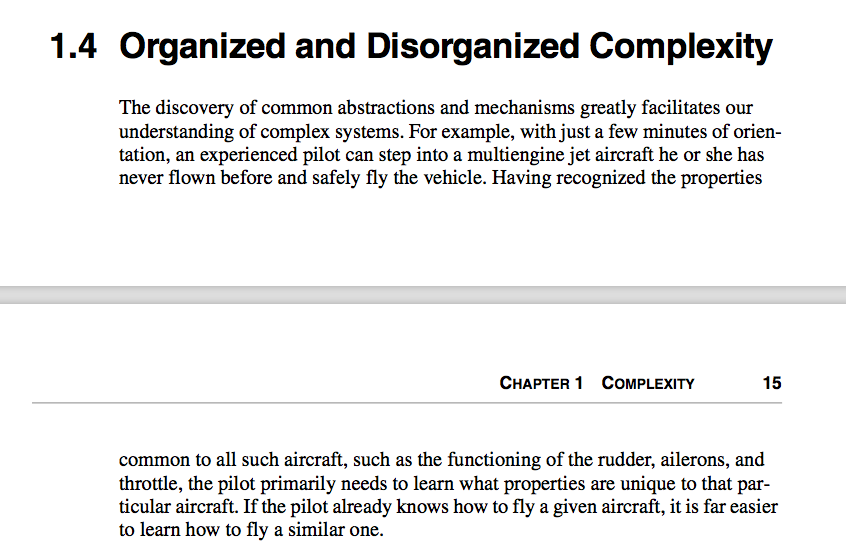 1.4 Organized and Disorganized Complexity
The discovery of common abstractions and mechanisms greatly facilitates our
understanding of complex systems. For example, with just a few minutes of orien-
tation, an experienced pilot can step into a multiengine jet aircraft he or she has
never flown before and safely fly the vehicle. Having recognized the properties
CHAPTER 1 COMPLEXITY 15
common to all such aircraft, such as the functioning of the rudder, ailerons, and
throttle, the pilot primarily needs to learn what properties are unique to that par-
ticular aircraft. If the pilot already knows how to fly a given aircraft, it is far easier
to learn how to fly a similar one.